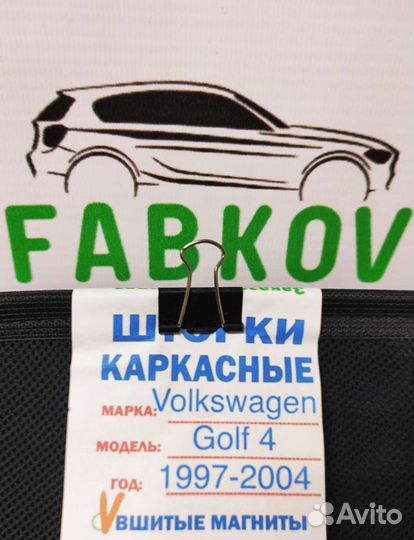 FABKOV
ШТОРКИ
КАРКАСНЫЕ
МАРКА: Volkswagen
МОДЕЛЬ: Golf 4
ГОД: 1997-2004
V ВШИТЫЕ МАГНИТЫ
Avito